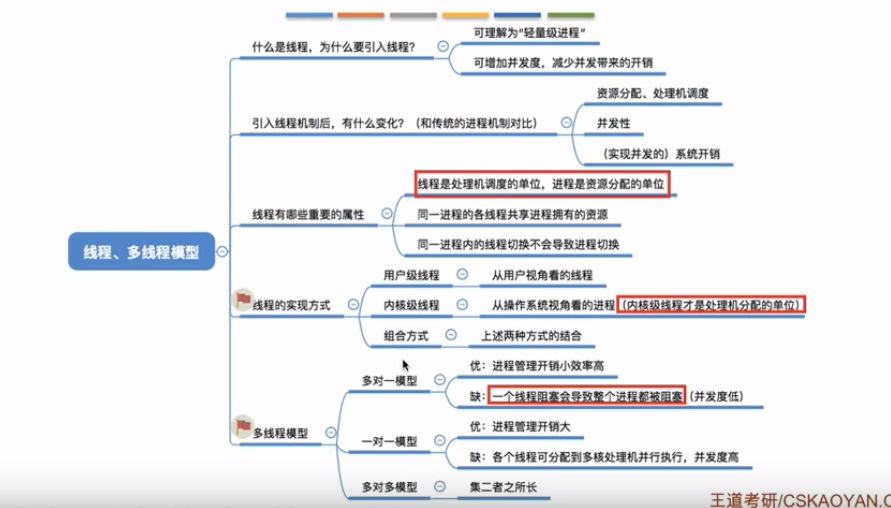 什么是线程，为什么要引入线程？
可理解为“轻量级进程”
可增加并发度，减少并发带来的开销
引入线程机制后，有什么变化？（和传统的进程机制对比）
资源分配、处理机调度
并发性
（实现并发的）系统开销
线程有哪些重要的属性
线程是处理机调度的单位，进程是资源分配的单位
同一进程的各线程共享进程拥有的资源
同一进程内的线程切换不会导致进程切换
线程、多线程模型
线程的实现方式
用户级线程
从用户视角看的线程
内核级线程
从操作系统视角看的进程（内核级线程才是处理机分配的单位）
组合方式
上述两种方式的结合
多线程模型
多对一模型
优：进程管理开销小效率高
缺：一个线程阻塞会导致整个进程都被阻塞（并发度低）
一对一模型
优：进程管理开销大
缺：各个线程可分配到多核处理机并行执行，并发度高
多对多模型
集二者之所长
王道考研/CSKAOYAN.C